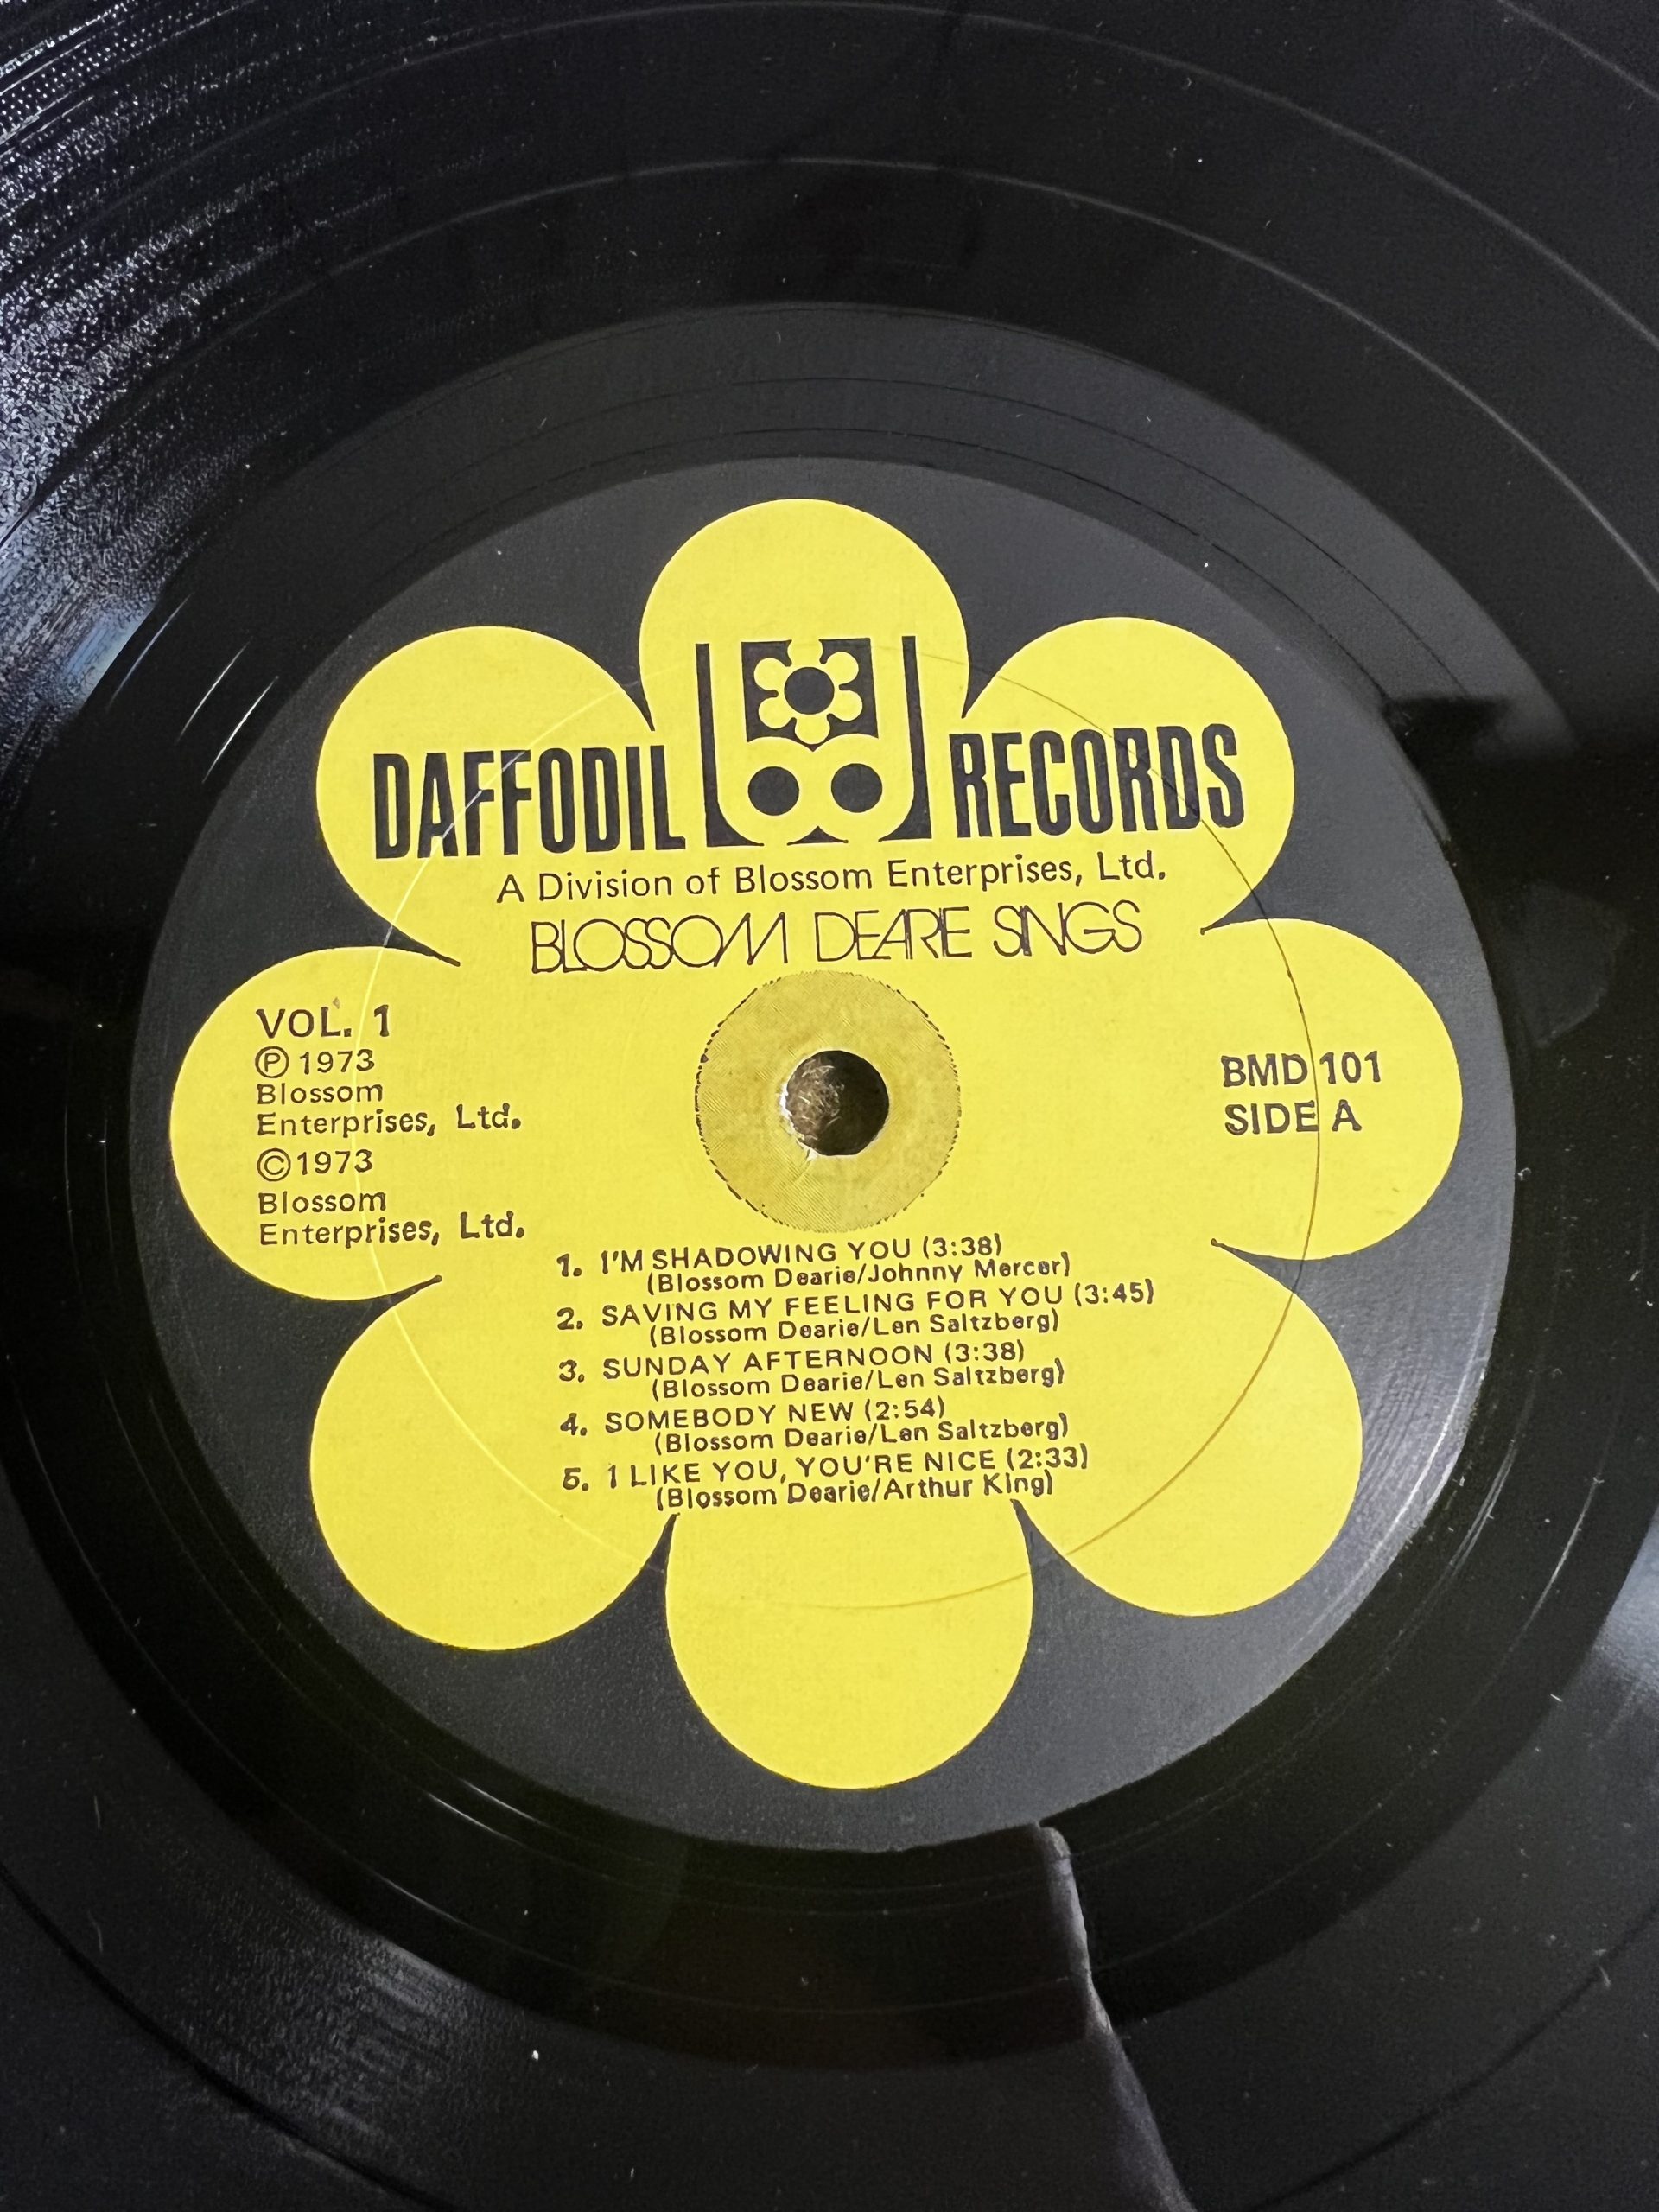 DAFFODIL RECORDS
A Division of Blossom Enterprises, Ltd.
BLOSSOM DEARIE SINGS
VOL. 1
Ⓟ 1973
Blossom
Enterprises, Ltd.
©1973
Blossom
Enterprises, Ltd.
BMD 101
SIDE A
1. I'M SHADOWING YOU (3:38)
(Blossom Dearie/Johnny Mercer)
2. SAVING MY FEELING FOR YOU (3:45)
(Blossom Dearie/Len Saltzberg)
3. SUNDAY AFTERNOON (3:38)
(Blossom Dearie/Len Saltzberg)
4. SOMEBODY NEW (2:54)
(Blossom Dearie/Len Saltzberg)
5. I LIKE YOU, YOU'RE NICE (2:33)
(Blossom Dearie/Arthur King)